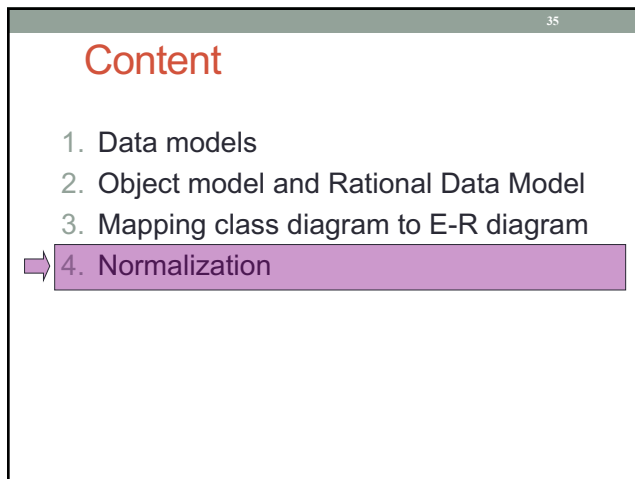 35
Content
1. Data models
2. Object model and Rational Data Model
3. Mapping class diagram to E-R diagram
4. Normalization